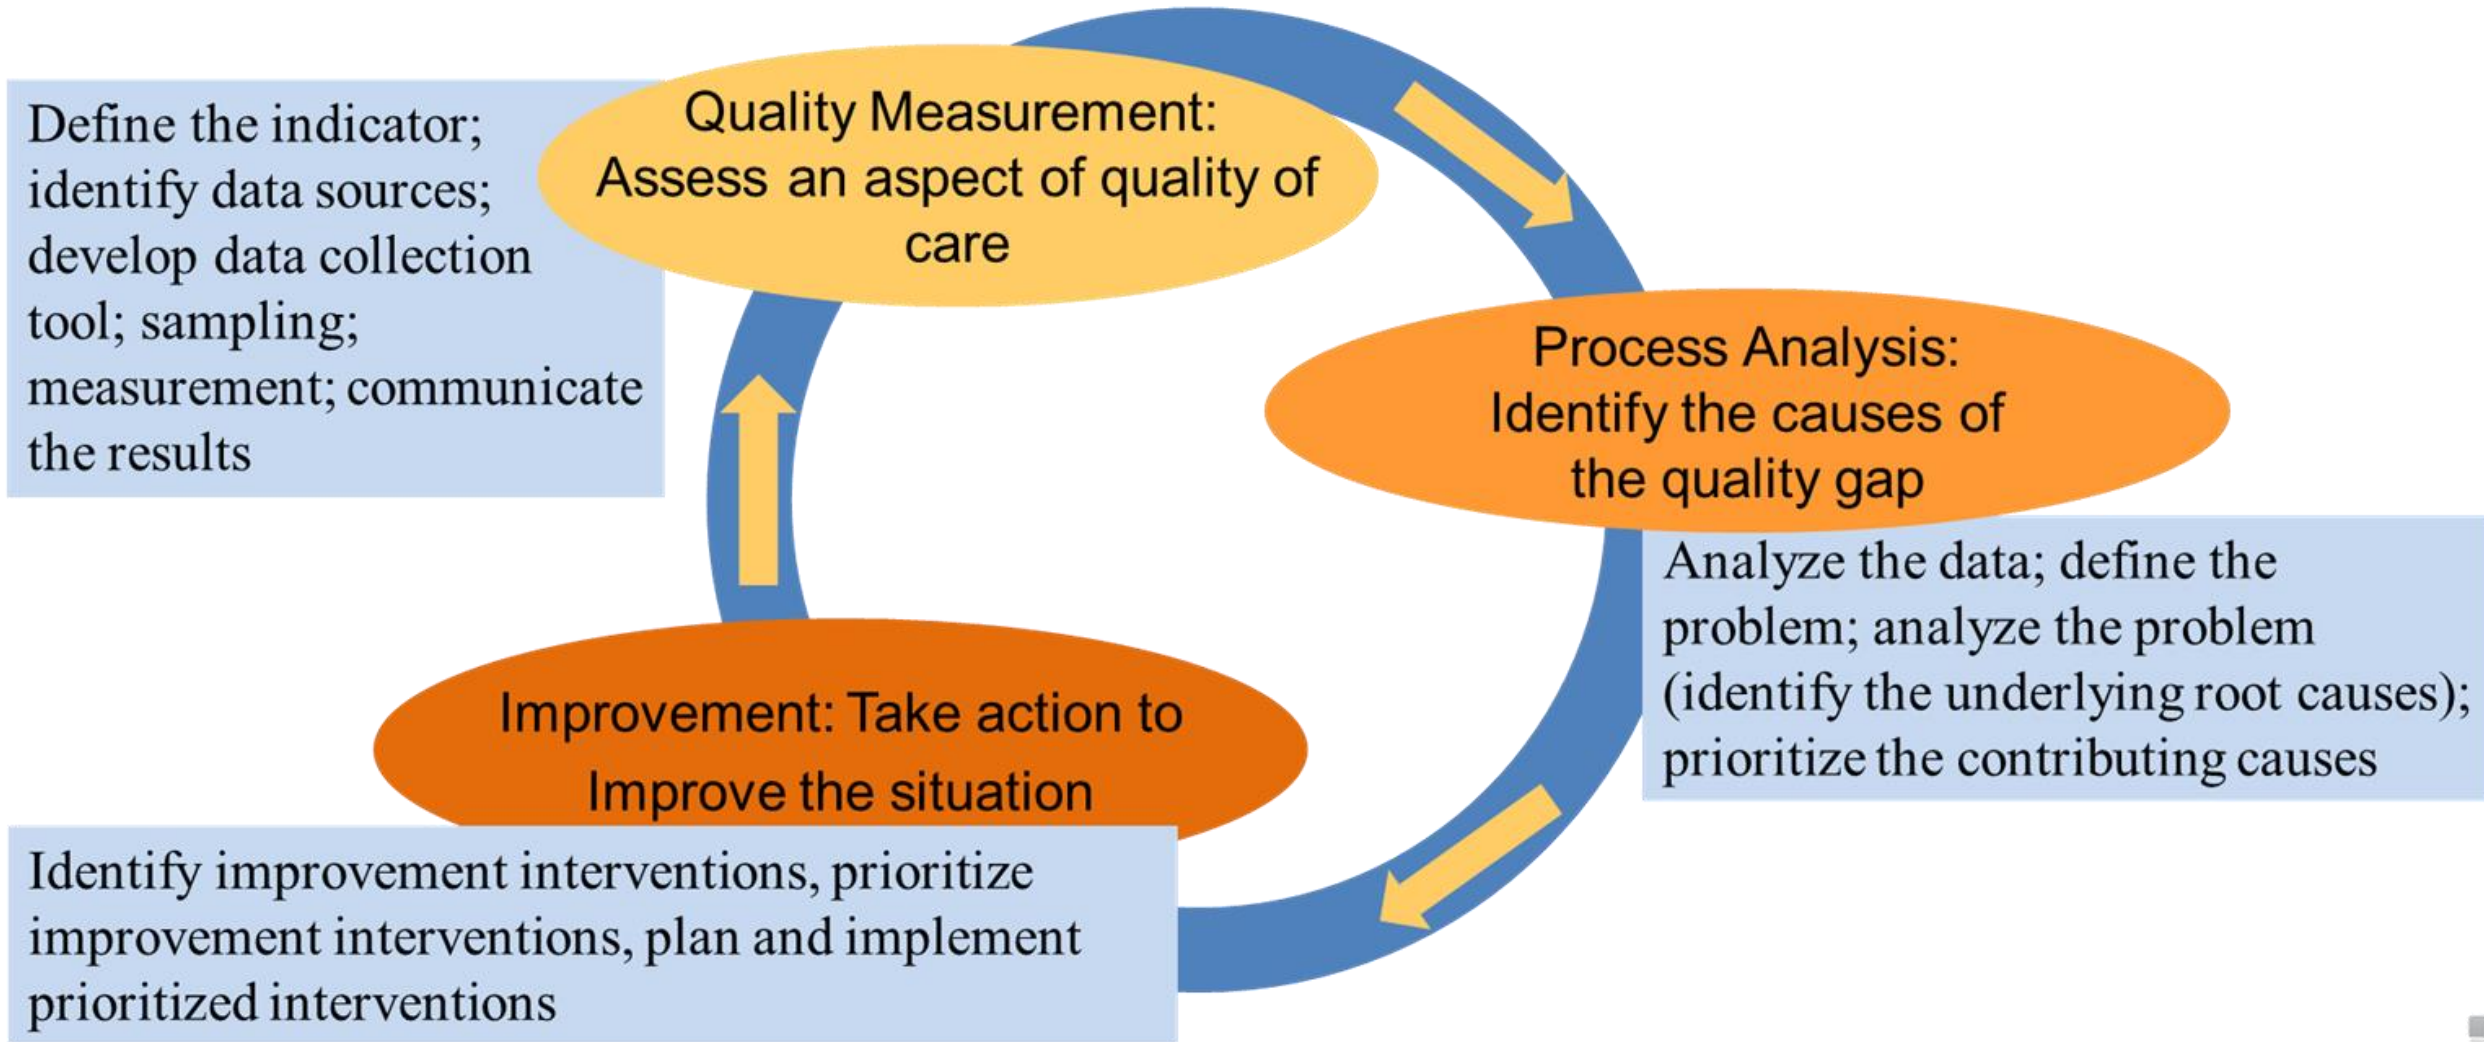 Quality Measurement:
Assess an aspect of quality of
care
Define the indicator;
identify data sources;
develop data collection
tool; sampling;
measurement; communicate
the results
Process Analysis:
Identify the causes of
the quality gap
Analyze the data; define the
problem; analyze the problem
(identify the underlying root causes);
prioritize the contributing causes
Improvement: Take action to
Improve the situation
Identify improvement interventions, prioritize
improvement interventions, plan and implement
prioritized interventions